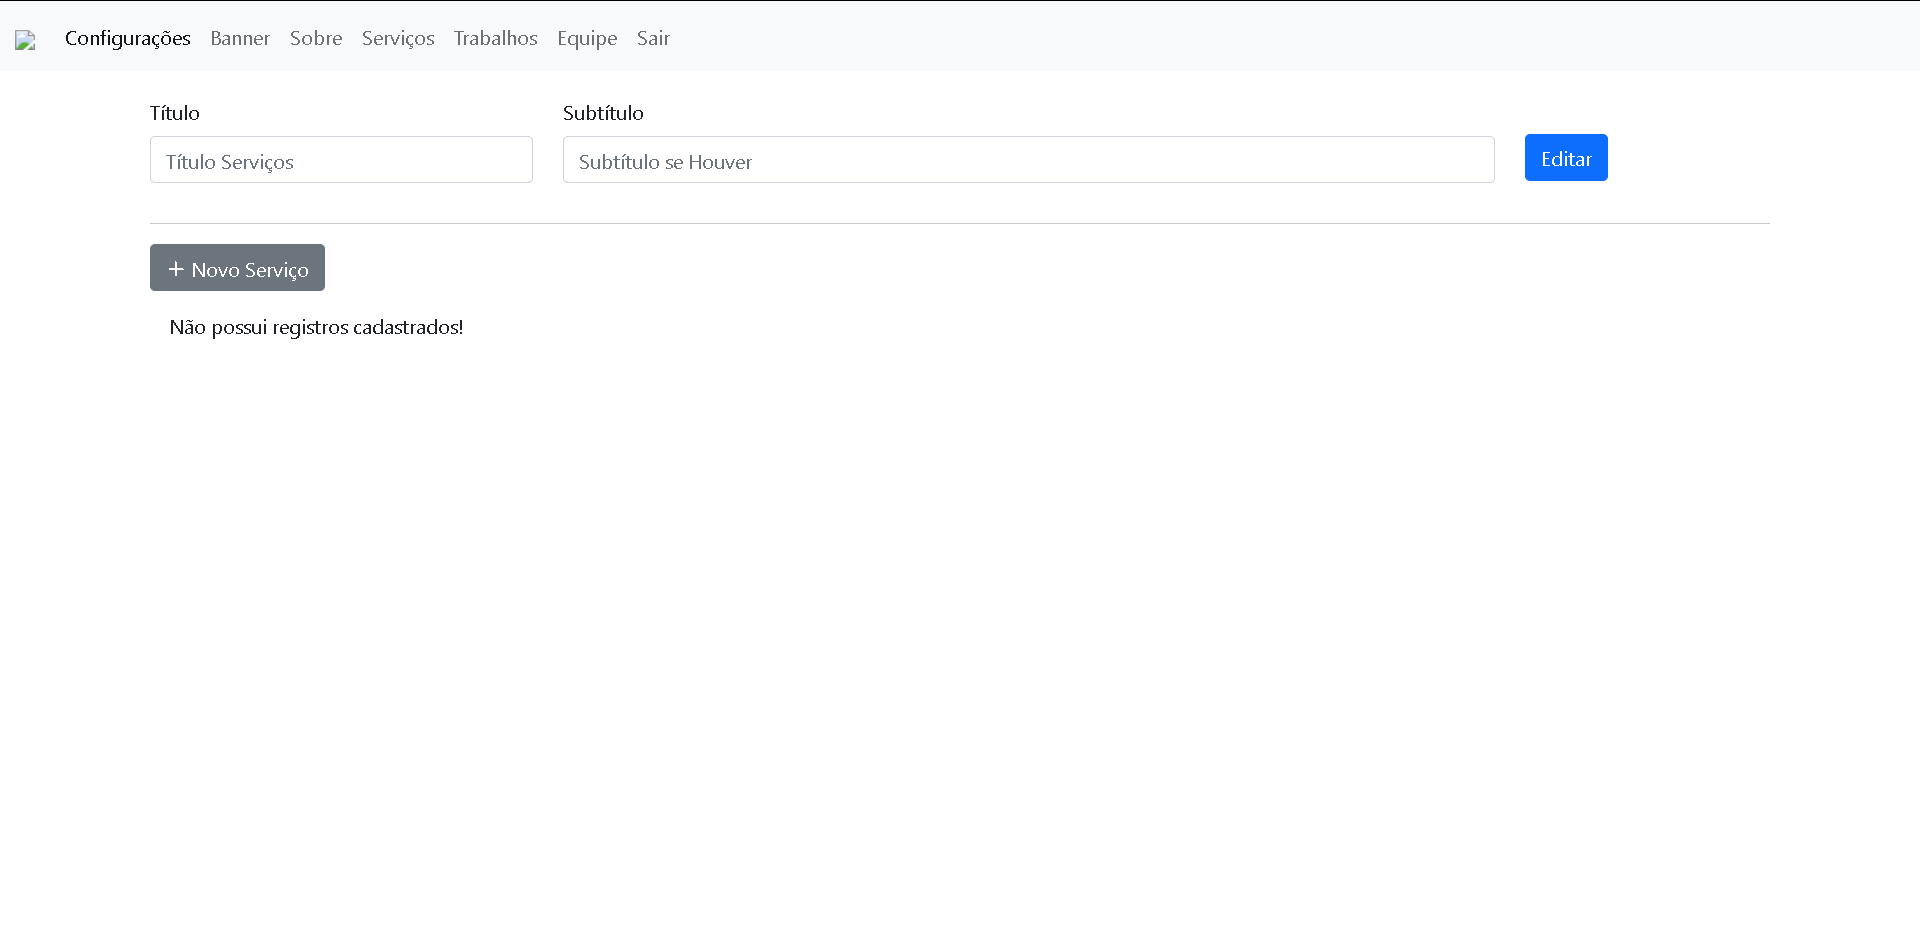 Configurações Banner Sobre Serviços Trabalhos Equipe Sair
Título Subtítulo
Título Serviços Subtítulo se Houver Editar
+ Novo Serviço
Não possui registros cadastrados!